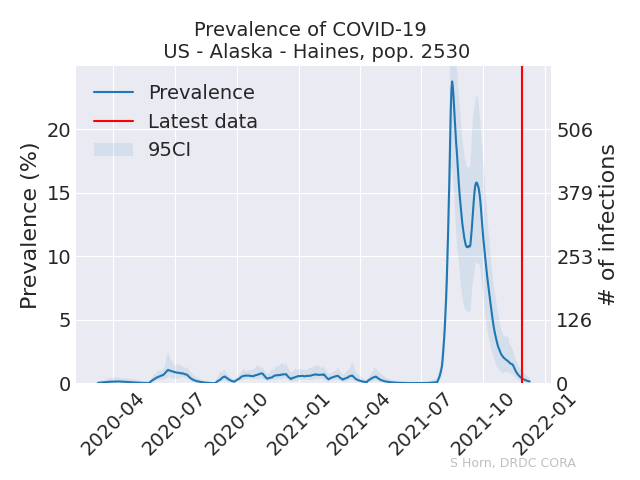 Prevalence of COVID-19
US - Alaska - Haines, pop. 2530
Prevalence
Latest data
95CI
Prevalence (%)
20
15
10
5
0
506
379
253
126
0
# of infections
2020-04
2020-07
2020-10
2021-01
2021-04
2021-07
2021-10
2022-01
S Horn, DRDC CORA